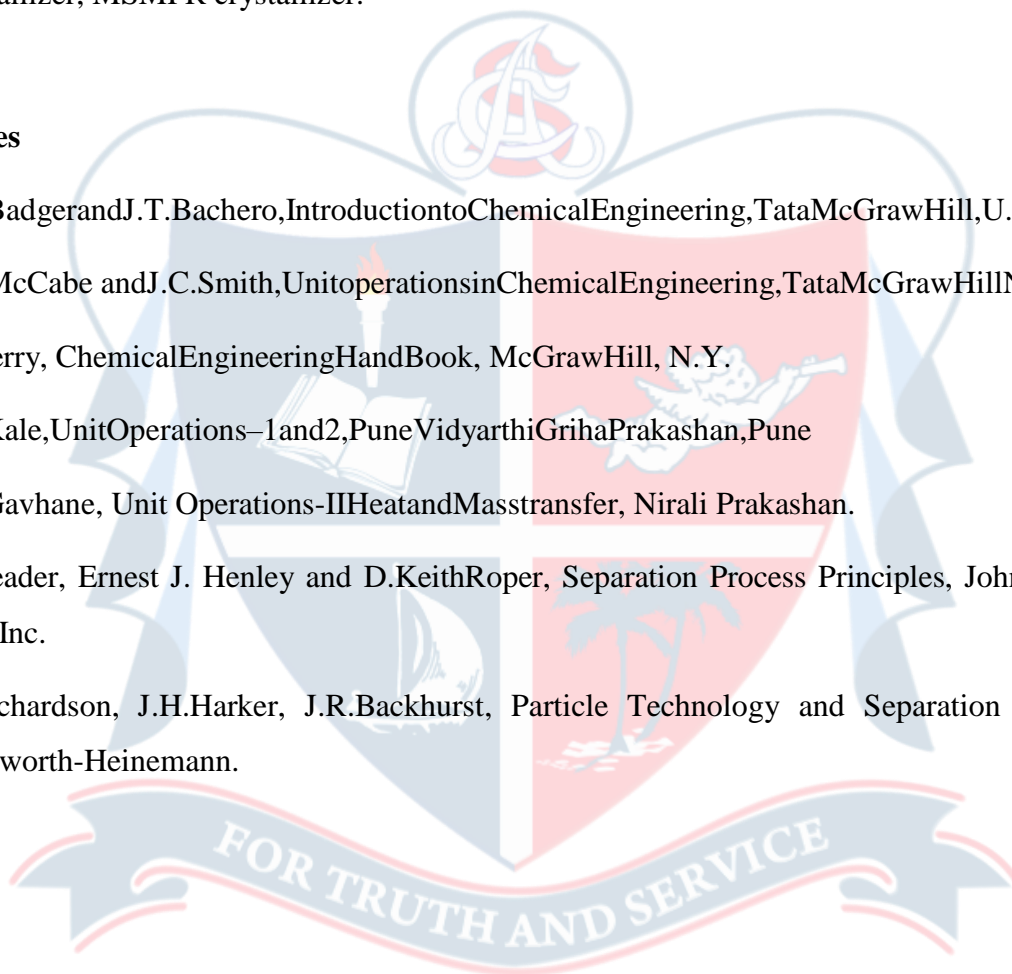 MSMPR crystallizer.
es
BadgerandJ.T.Bachero,IntroductiontoChemicalEngineering,TataMcGrawHill,U.
McCabe andJ.C.Smith,UnitoperationsinChemicalEngineering,TataMcGrawHillN
erry, ChemicalEngineeringHandBook, McGrawHill, N.Y.
Kale,UnitOperations–1and2,PuneVidyarthiGrihaPrakashan,Pune
Gavhane, Unit Operations-IIHeatandMasstransfer, Nirali Prakashan.
eader, Ernest J. Henley and D.KeithRoper, Separation Process Principles, John
Inc.
chardson, J.H.Harker, J.R.Backhurst, Particle Technology and Separation
worth-Heinemann.
FOR TRUTH AND SERVICE